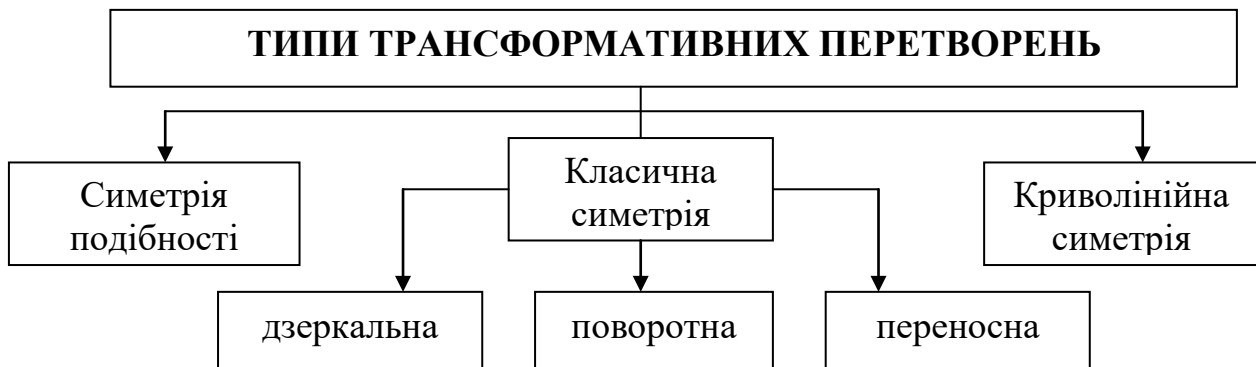 ТИПИ ТРАНСФОРМАТИВНИХ ПЕРЕТВОРЕНЬ
Симетрія
подібності
Класична
симетрія
Криволінійна
симетрія
дзеркальна
поворотна
переносна